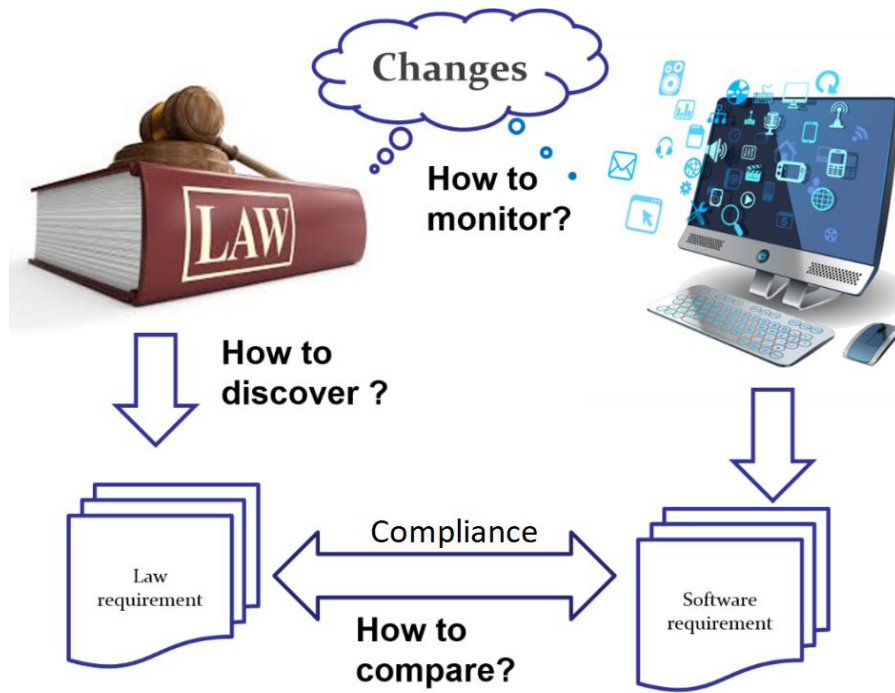 Changes
How to
monitor?
LAW
How to
discover ?
Compliance
Law
requirement
Software
requirement
How to
compare?